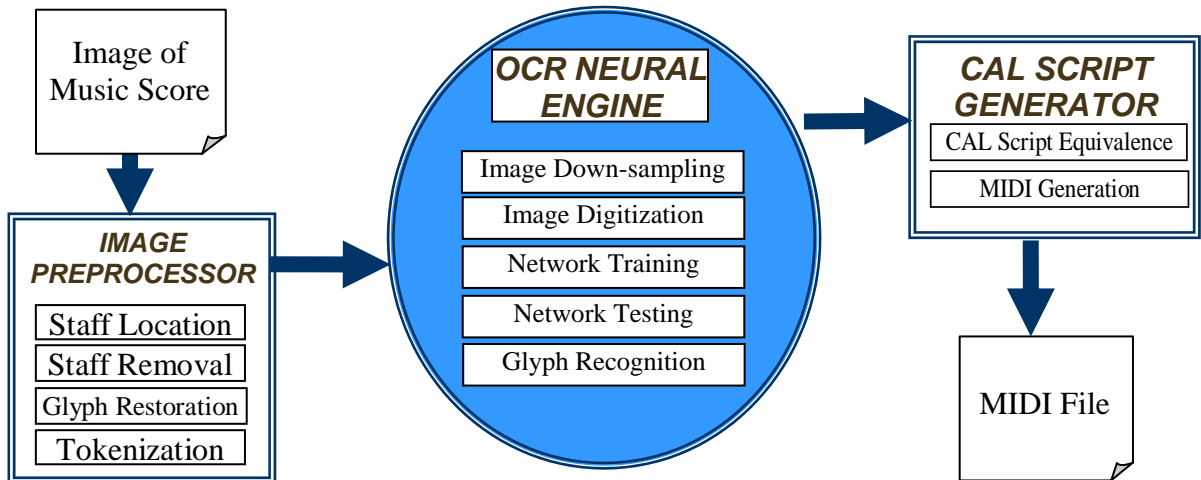 Image of
Music Score
IMAGE
PREPROCESSOR
Staff Location
Staff Removal
Glyph Restoration
Tokenization
OCR NEURAL
ENGINE
Image Down-sampling
Image Digitization
Network Training
Network Testing
Glyph Recognition
CAL SCRIPT
GENERATOR
CAL Script Equivalence
MIDI Generation
MIDI File